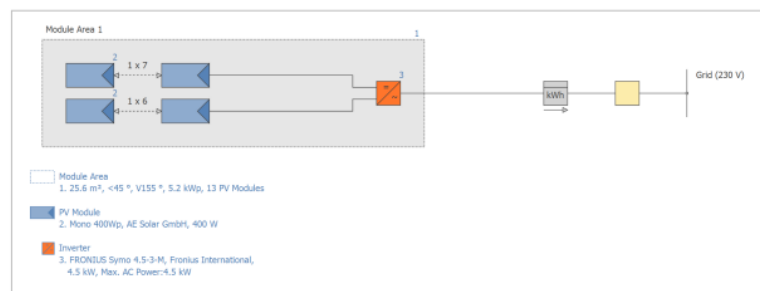 Module Area 1
1
2
1 x 7
3
Grid (230 V)
2
1 x 6
kWh
Module Area
1. 25.6 m², <45 °, V155 °, 5.2 kWp, 13 PV Modules
PV Module
2. Mono 400Wp, AE Solar GmbH, 400 W
Inverter
3. FRONIUS Symo 4.5-3-M, Fronius International,
4.5 kW, Max. AC Power:4.5 kW